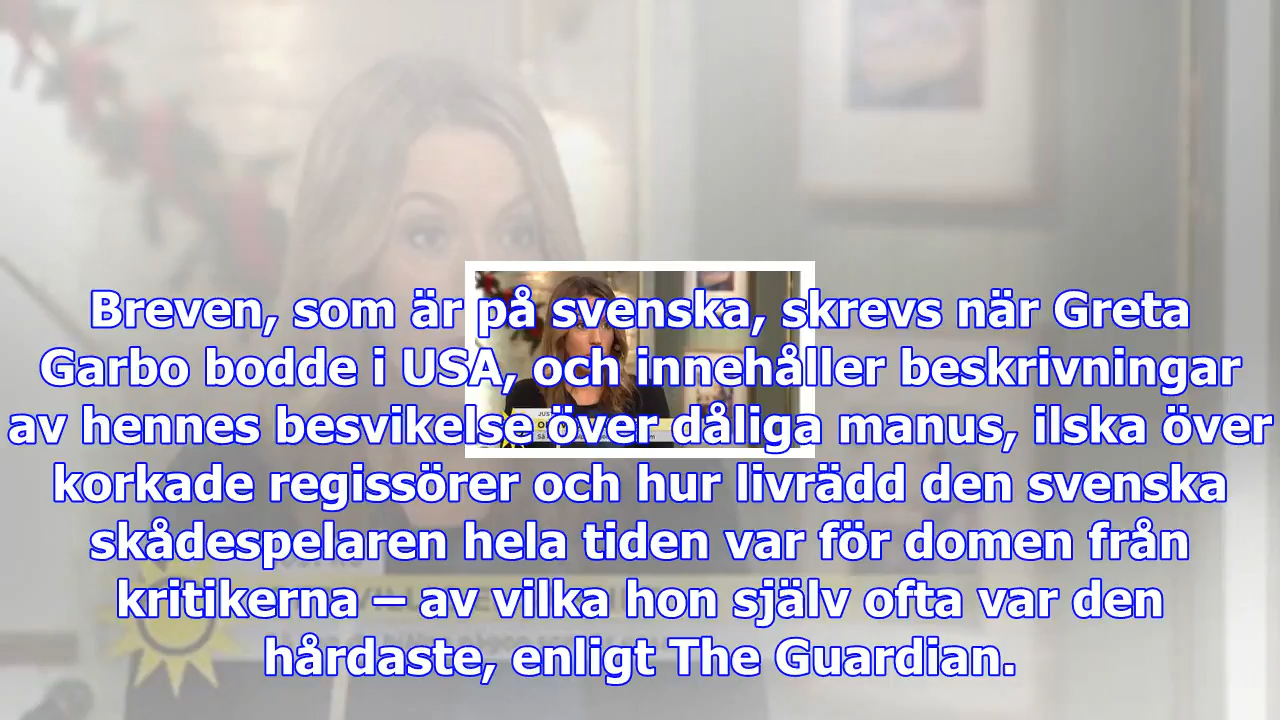 Breven, som är på svenska, skrevs när Greta
Garbo bodde i USA, och innehåller beskrivningar
av hennes besvikelse över dåliga manus, ilska över
korkade regissörer och hur livrädd den svenska
skådespelaren hela tiden var för domen från
kritikerna – av vilka hon själv ofta var den
hårdaste, enligt The Guardian.